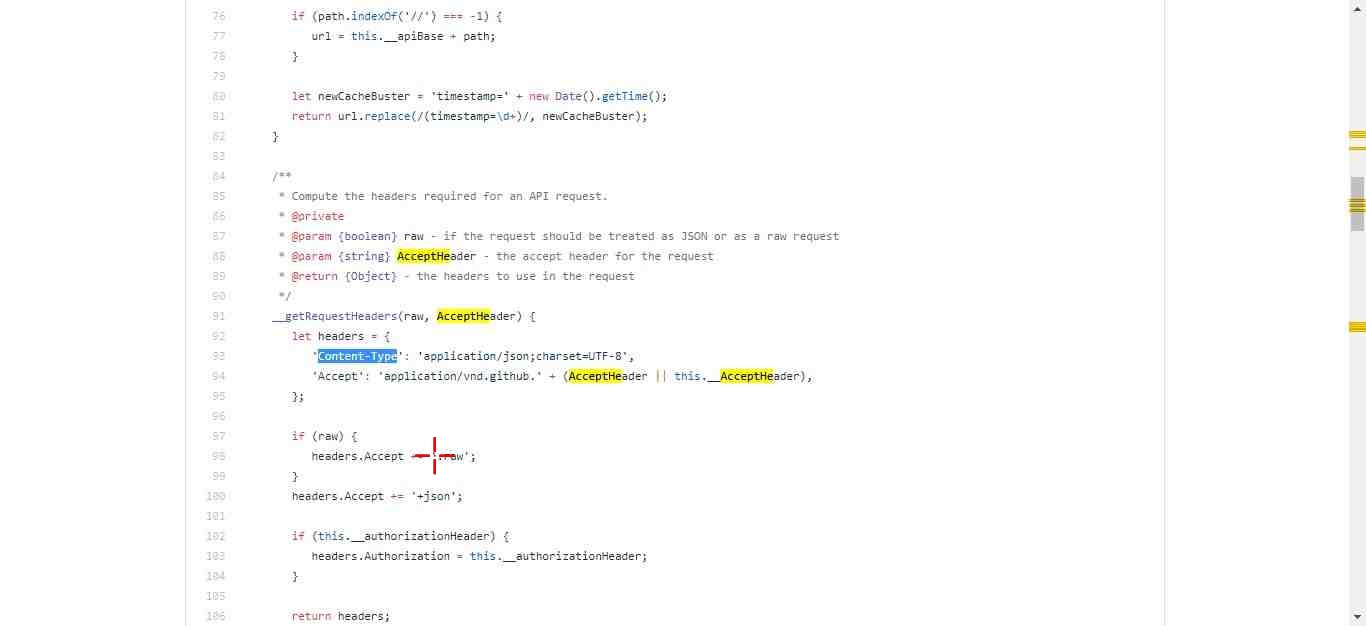 76 if (path.indexOf('//') === -1) {
77 url = this.__apiBase + path;
78 }
79
80 let newCacheBuster = 'timestamp=' + new Date().getTime();
81 return url.replace(/(timestamp=\d+)/, newCacheBuster);
82 }
83
84 /**
85 * Compute the headers required for an API request.
86 * @private
87 * @param {boolean} raw - if the request should be treated as JSON or as a raw request
88 * @param {string} AcceptHeader - the accept header for the request
89 * @return {Object} - the headers to use in the request
90 */
91 __getRequestHeaders(raw, AcceptHeader) {
92 let headers = {
93 'Content-Type': 'application/json;charset=UTF-8',
94 'Accept': 'application/vnd.github.' + (AcceptHeader || this.__AcceptHeader),
95 };
96
97 if (raw) {
98 headers.Accept += '.raw';
99 }
100 headers.Accept += '+json';
101
102 if (this.__authorizationHeader) {
103 headers.Authorization = this.__authorizationHeader;
104 }
105
106 return headers;